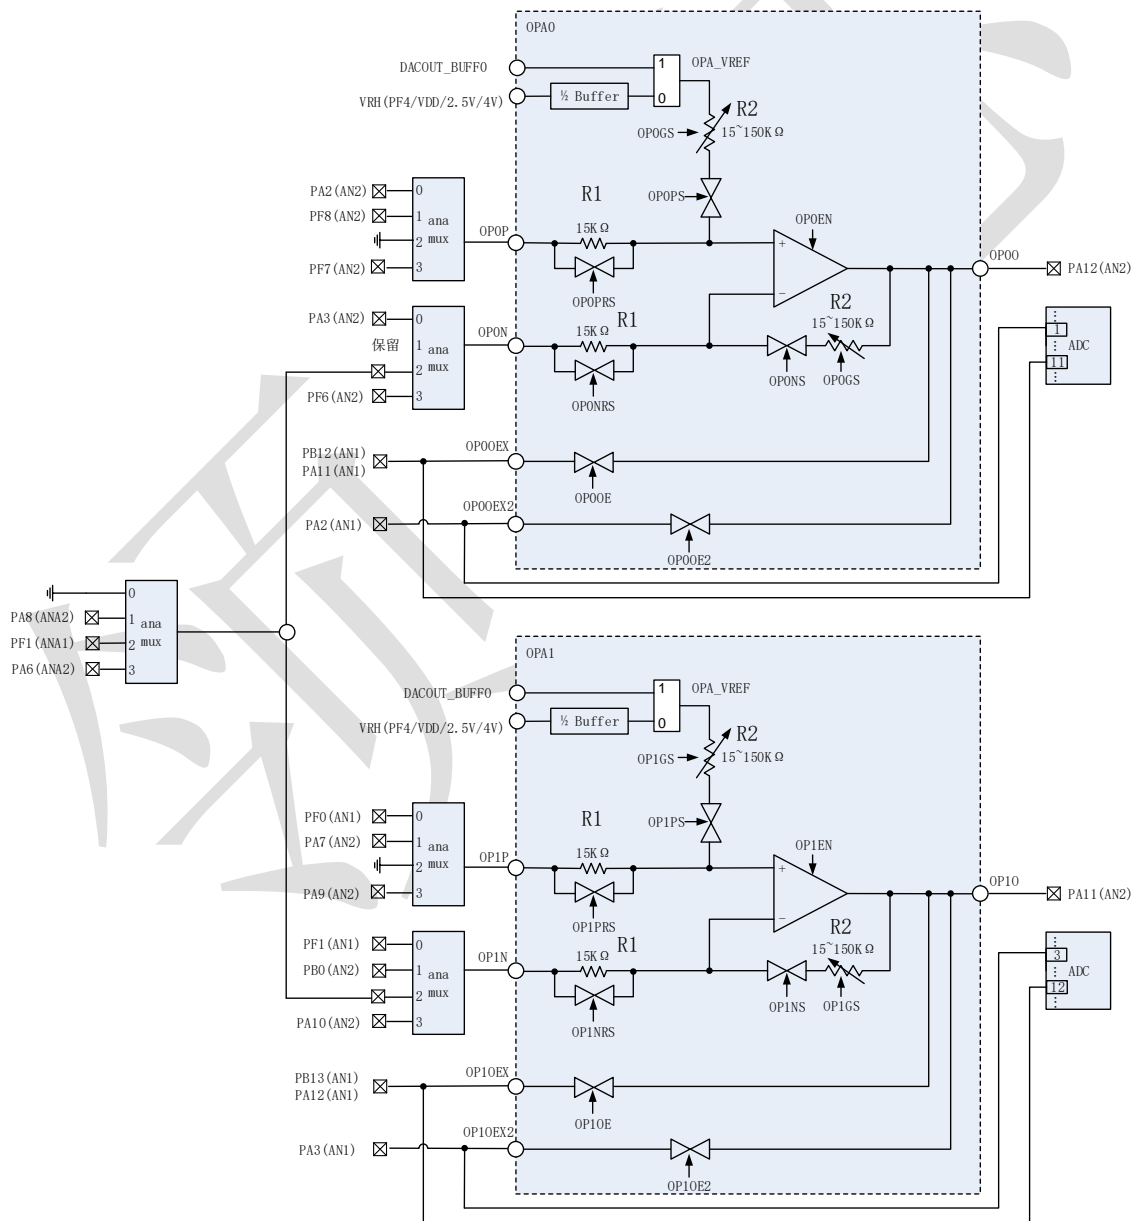 OPA0
DACOUT_BUFF0
VRH(PF4/VDD/2.5V/4V)
½ Buffer
1
0
OPA_VREF
R2
OP0GS
15~150KΩ
OP0PS
PA2(AN2)
PF8(AN2)
PF7(AN2)
0
1
2
3
ana
mux
OP0P
R1
15KΩ
OP0PRS
OP0EN
+
−
OP0O
PA12(AN2)
PA3(AN2)
保留
PF6(AN2)
0
1
2
3
ana
mux
OP0N
R1
15KΩ
OP0NRS
OP0NS
R2
15~150KΩ
OP0GS
1
11
ADC
PB12(AN1)
PA11(AN1)
OP0OEX
OP0OE
PA2(AN1)
OP0OEX2
OP0OE2
PA8(ANA2)
PF1(ANA1)
PA6(ANA2)
0
1
2
3
ana
mux
OPA1
DACOUT_BUFF0
VRH(PF4/VDD/2.5V/4V)
½ Buffer
1
0
OPA_VREF
R2
OP1GS
15~150KΩ
OP1PS
PF0(AN1)
PA7(AN2)
PA9(AN2)
0
1
2
3
ana
mux
OP1P
R1
15KΩ
OP1PRS
OP1EN
+
−
OP1O
PA11(AN2)
PF1(AN1)
PB0(AN2)
PA10(AN2)
0
1
2
3
ana
mux
OP1N
R1
15KΩ
OP1NRS
OP1NS
R2
15~150KΩ
OP1GS
3
12
ADC
PB13(AN1)
PA12(AN1)
OP1OEX
OP1OE
PA3(AN1)
OP1OEX2
OP1OE2